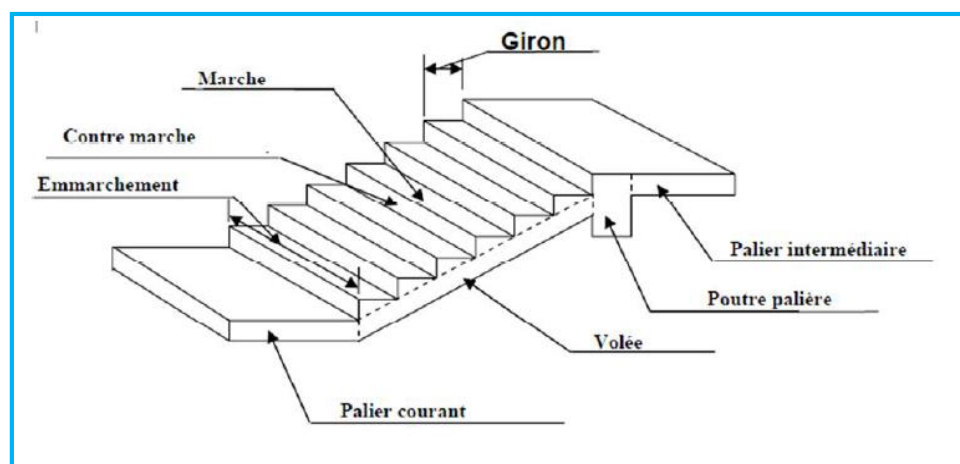 Giron
Marche
Contre marche
Emmarchement
Palier intermédiaire
Poutre palière
Volée
Palier courant